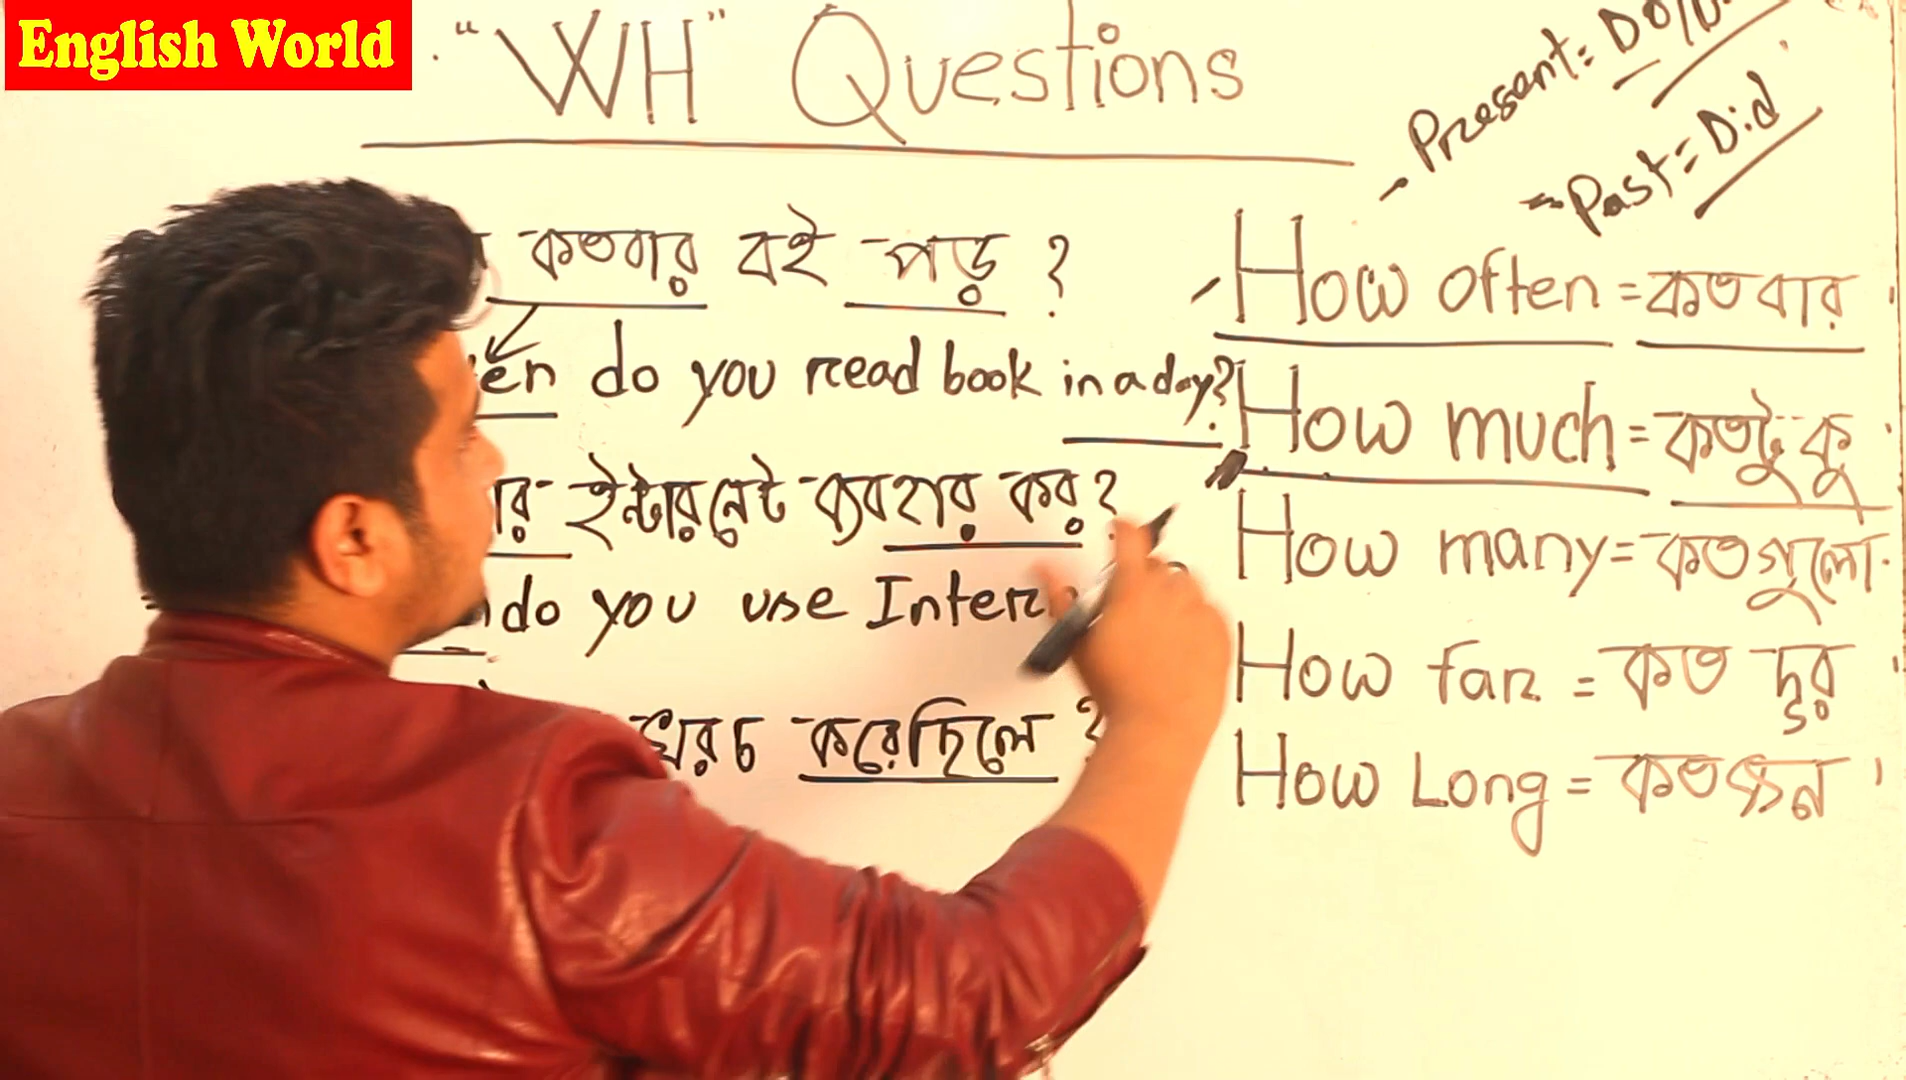 English World
"WH" Questions
Present = Do/D
Past = Did
কতবার বই পড় ?
en do you read book in a day?
ার ইন্টারনেট ব্যবহার কর ?
do you use Inter
খরচ করেছিলে ?
How often = কতবার
How much = কতটুকু
How many = কতগুলো
How far = কত দূর
How Long = কতক্ষন